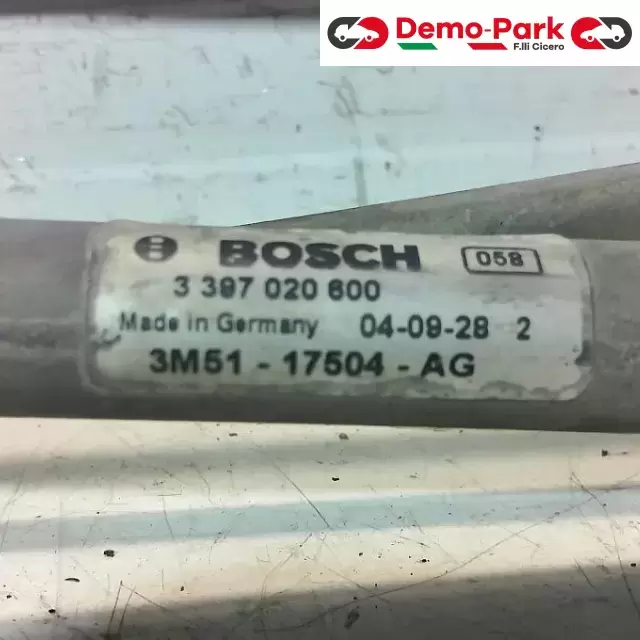 Demo-Park
F.lli Cicero
BOSCH 058
3 397 020 600
Made in Germany 04-09-28 2
3M51 - 17504 - AG